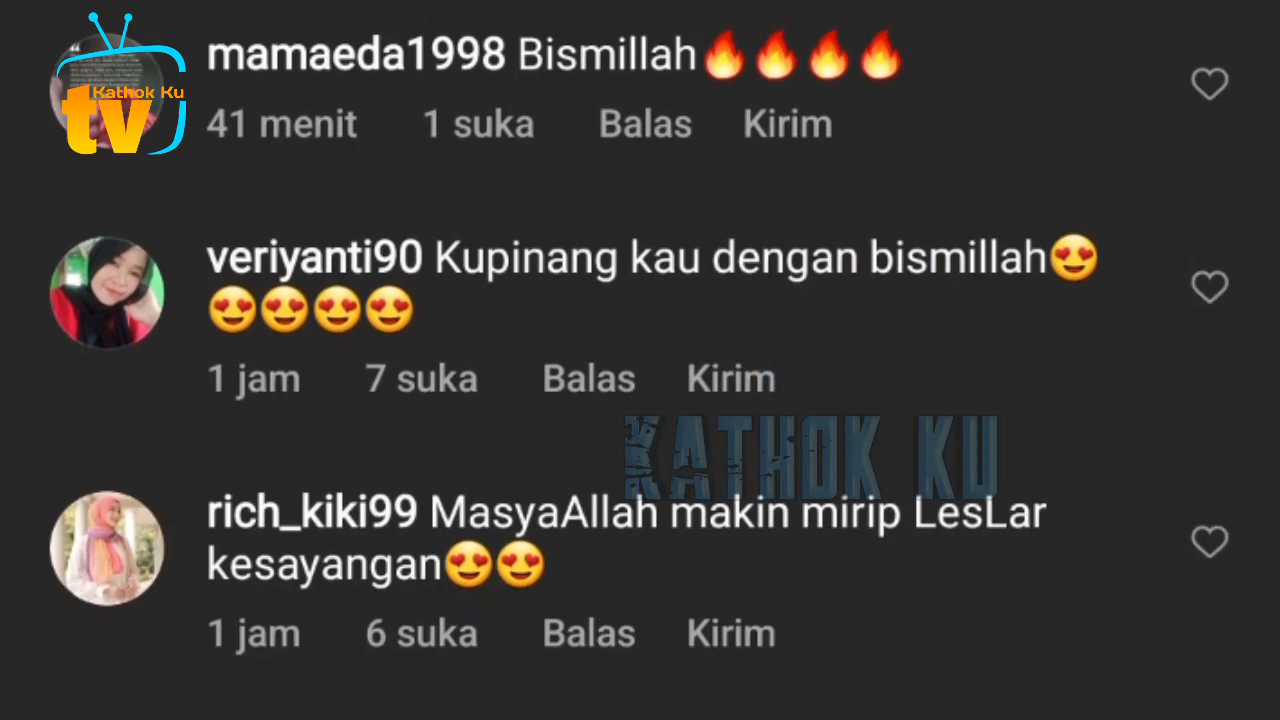 Kathok Ku
tv
mamaeda1998 Bismillah🔥🔥🔥🔥
41 menit 1 suka Balas Kirim
veriyanti90 Kupinang kau dengan bismillah😍
😍😍😍😍
1 jam 7 suka Balas Kirim
KATHOK KU
rich_kiki99 MasyaAllah makin mirip LesLar
kesayangan😍😍
1 jam 6 suka Balas Kirim